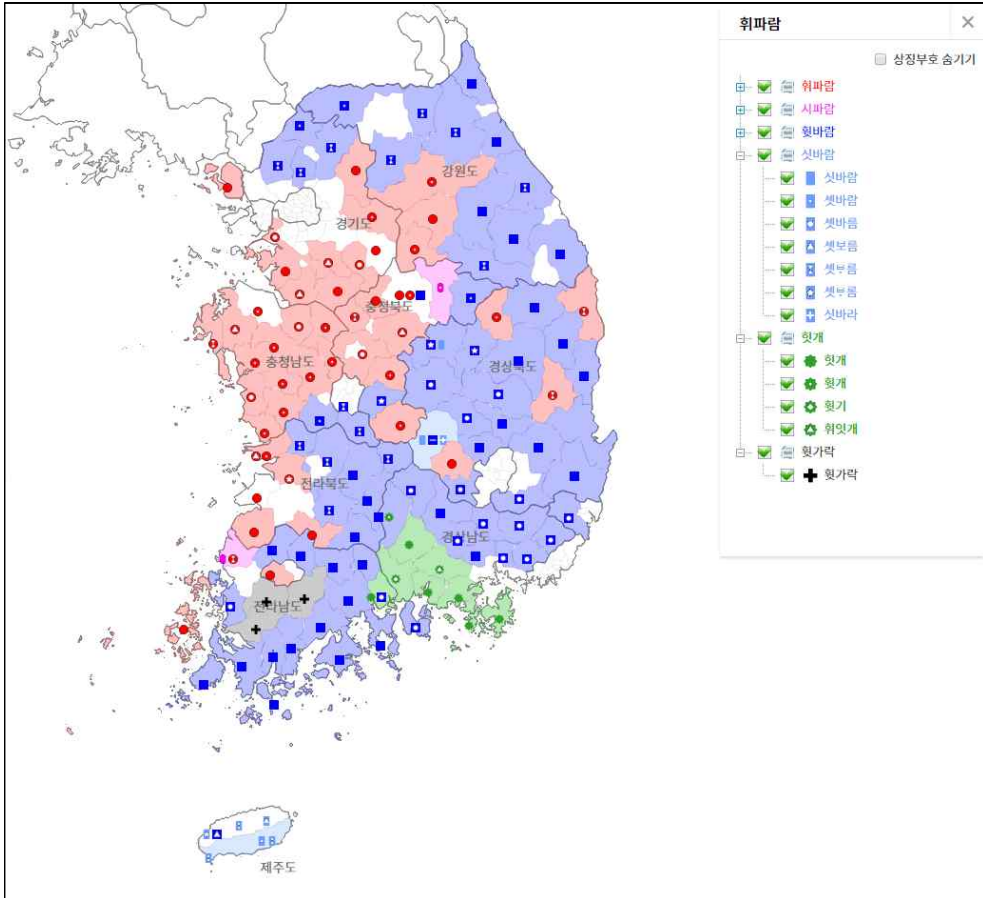 휘파람
×
상징부호 숨기기
휘파람
시파람
휫바람
싯바람
싯바람
셋바람
셋바름
셋보름
셋부름
싯바라
휫개
힛개
휫개
휫기
휘잇개
휫가락
휫가락
강원도
경기도
충청북도
충청남도
경상북도
전라북도
경상남도
전라남도
제주도